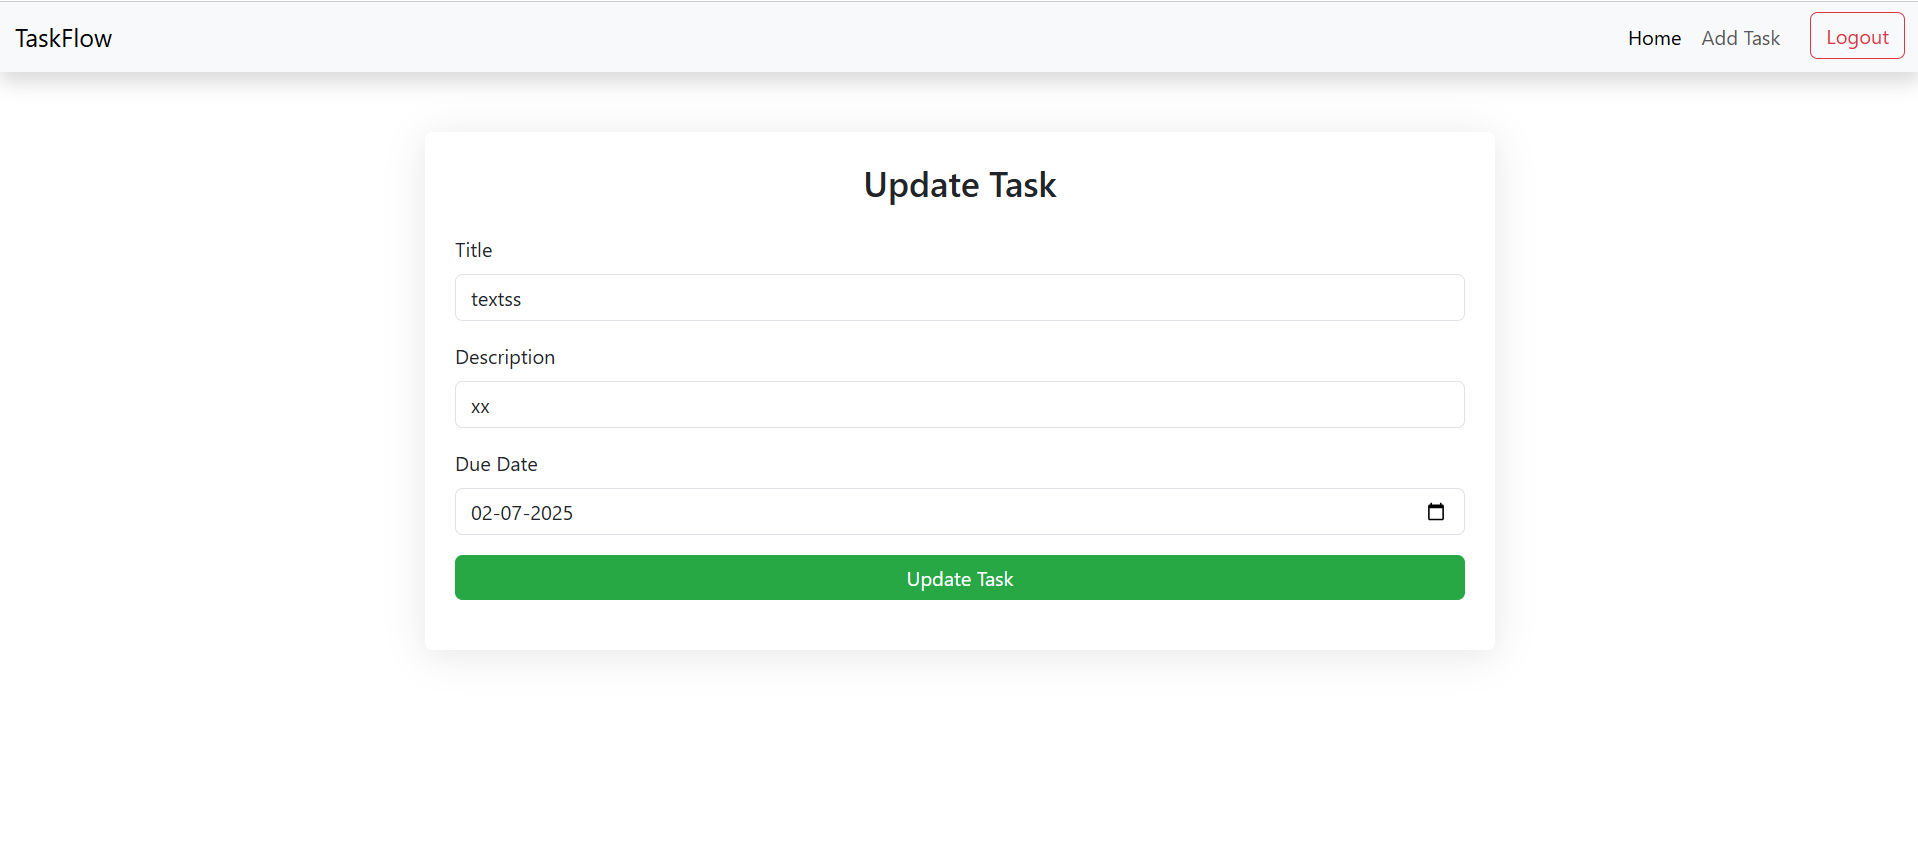 TaskFlow Home Add Task Logout
Update Task
Title
textss
Description
xx
Due Date
02-07-2025
Update Task